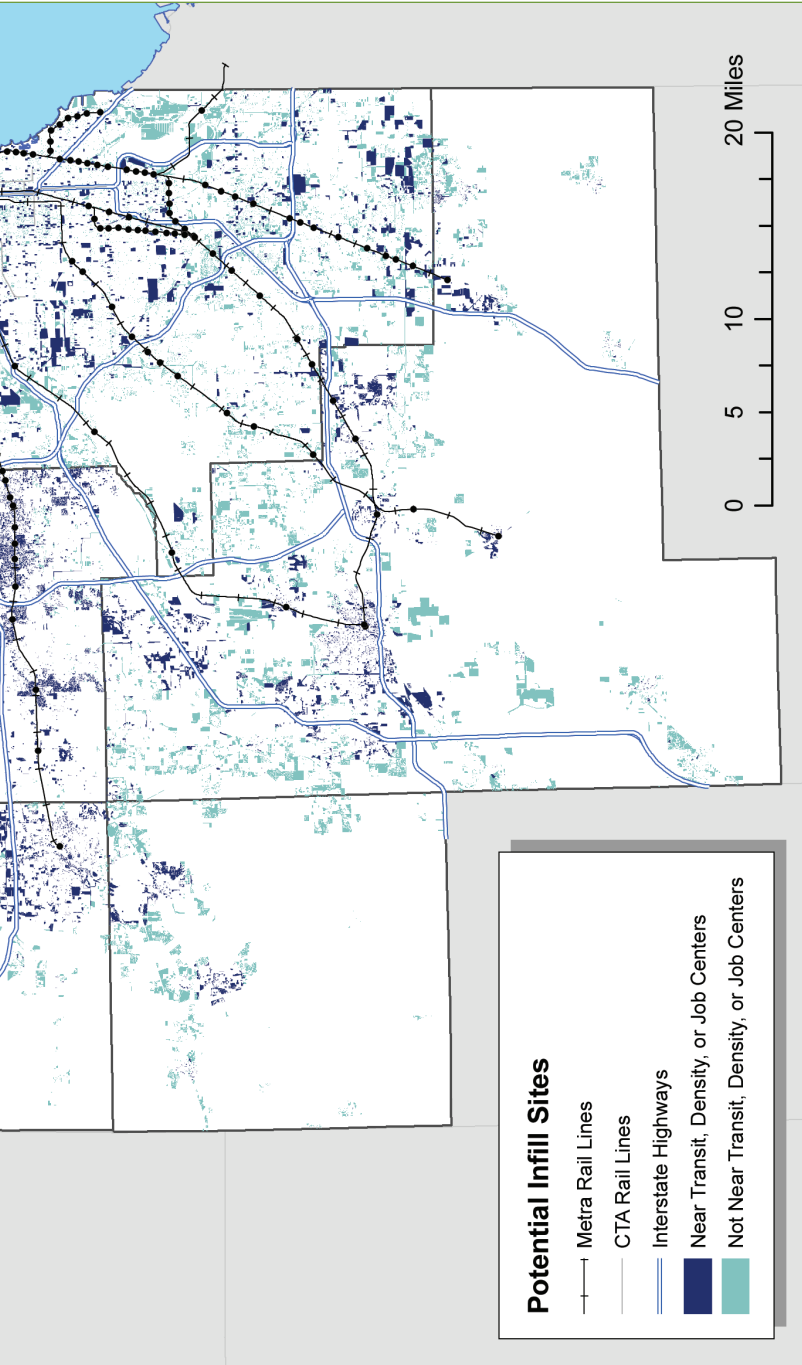 Potential Infill Sites
Metra Rail Lines
CTA Rail Lines
Interstate Highways
Near Transit, Density, or Job Centers
Not Near Transit, Density, or Job Centers
0 5 10 20 Miles